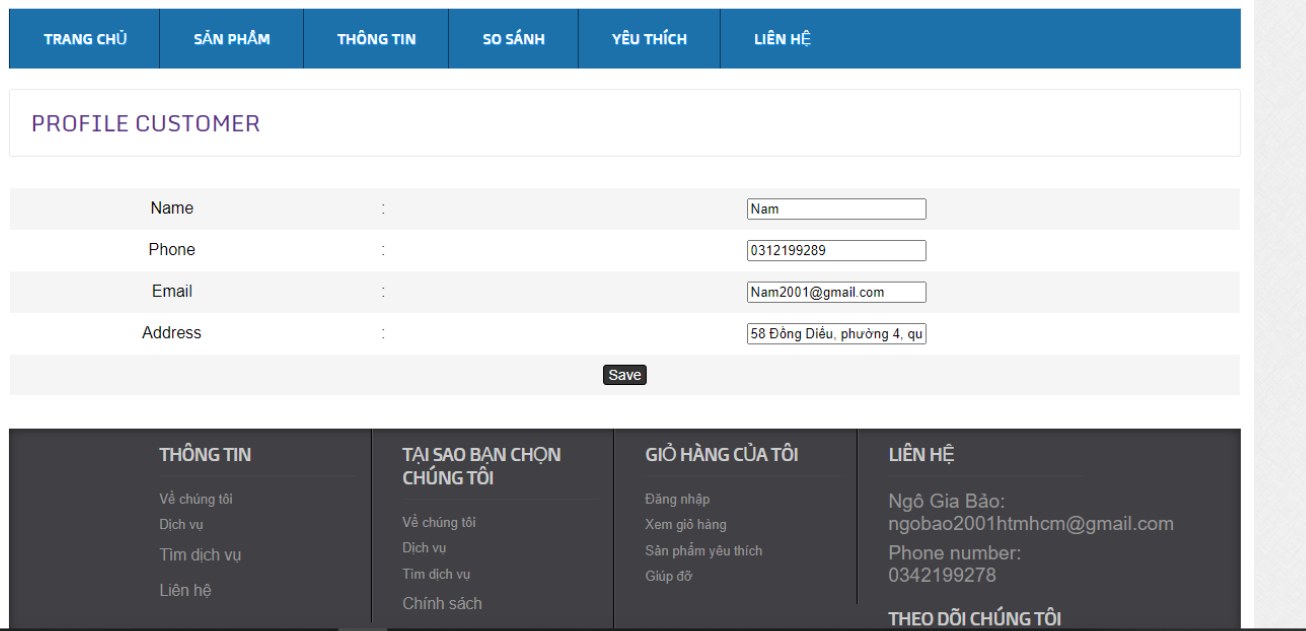 TRANG CHỦ SẢN PHẨM THÔNG TIN SO SÁNH YÊU THÍCH LIÊN HỆ
PROFILE CUSTOMER
Name : Nam
Phone : 0312199289
Email : Nam2001@gmail.com
Address : 58 Đồng Diều, phường 4, qu
Save
THÔNG TIN
Về chúng tôi
Dịch vụ
Tìm dịch vụ
Liên hệ
TẠI SAO BẠN CHỌN
CHÚNG TÔI
Về chúng tôi
Dịch vụ
Tìm dịch vụ
Chính sách
GIỎ HÀNG CỦA TÔI
Đăng nhập
Xem giỏ hàng
Sản phẩm yêu thích
Giúp đỡ
LIÊN HỆ
Ngô Gia Bảo:
ngobao2001htmhcm@gmail.com
Phone number:
0342199278
THEO DÕI CHÚNG TÔI